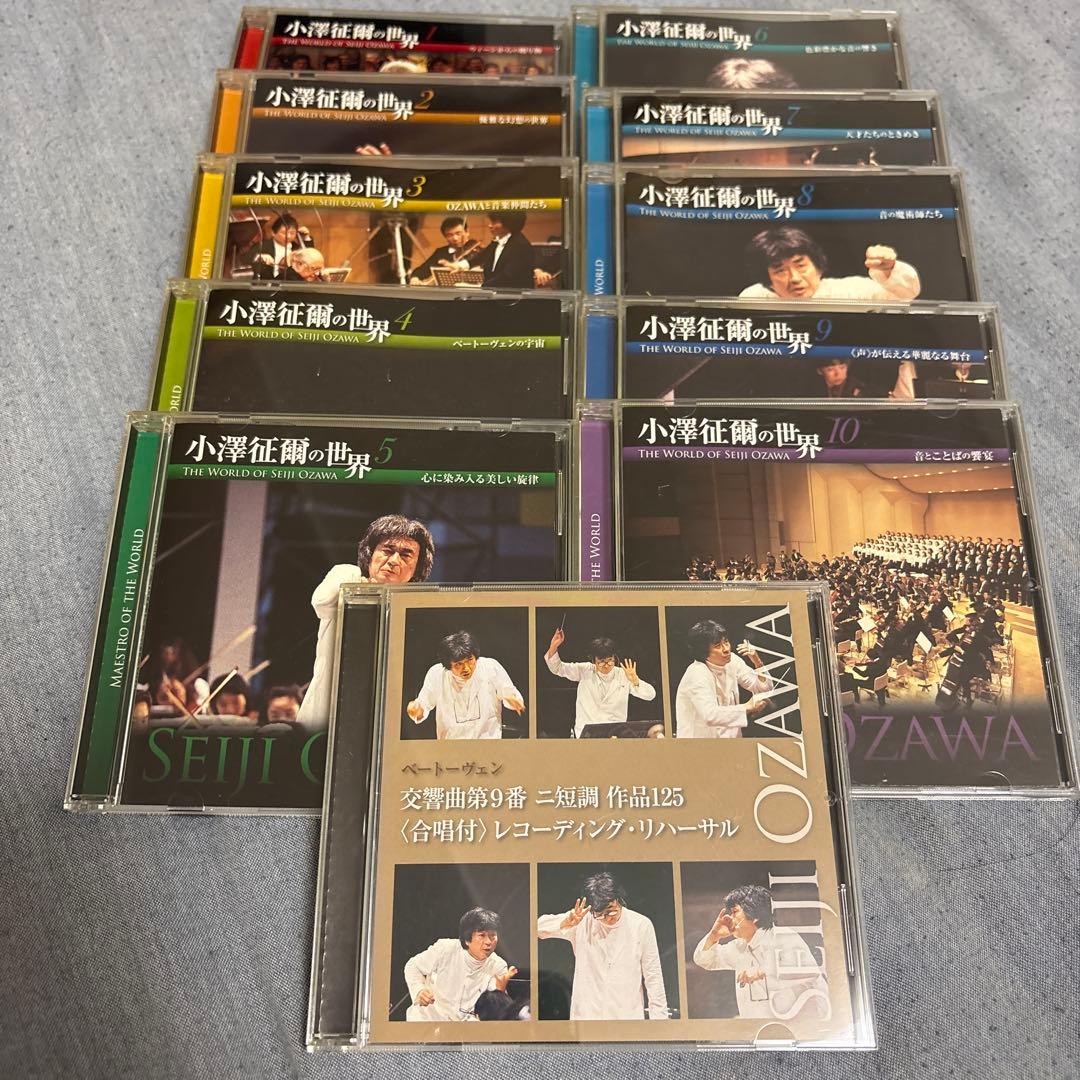 小澤征爾の世界 1
THE WORLD OF SEIJI OZAWA
小澤征爾の世界 2
THE WORLD OF SEIJI OZAWA
優雅な幻想の世界
小澤征爾の世界 3
THE WORLD OF SEIJI OZAWA
OZAWAと音楽仲間たち
WORLD
小澤征爾の世界 4
THE WORLD OF SEIJI OZAWA
ベートーヴェンの宇宙
WORLD
小澤征爾の世界 5
THE WORLD OF SEIJI OZAWA
心に染み入る美しい旋律
MAESTRO OF THE WORLD
SEIJI O
小澤征爾の世界 6
THE WORLD OF SEIJI OZAWA
色彩豊かな音の響き
小澤征爾の世界 7
THE WORLD OF SEIJI OZAWA
天才たちのときめき
小澤征爾の世界 8
THE WORLD OF SEIJI OZAWA
音の魔術師たち
WORLD
小澤征爾の世界 9
THE WORLD OF SEIJI OZAWA
《声》が伝える華麗なる舞台
WORLD
小澤征爾の世界 10
THE WORLD OF SEIJI OZAWA
音とことばの饗宴
THE WORLD
OZAWA
ベートーヴェン
交響曲第9番 ニ短調 作品125
〈合唱付〉レコーディング・リハーサル
SEIJI OZAWA